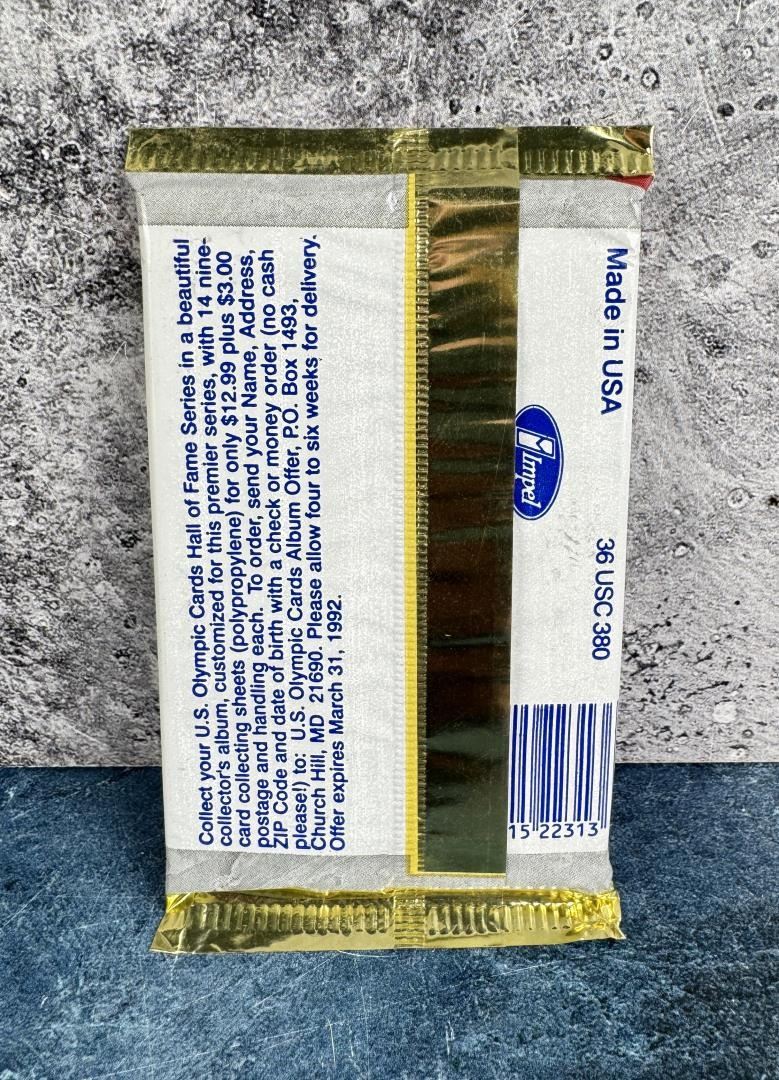 Collect your U.S. Olympic Cards Hall of Fame Series in a beautiful
collector's album, customized for this premier series, with 14 nine-
card collecting sheets (polypropylene) for only $12.99 plus $3.00
postage and handling each. To order, send your Name, Address,
ZIP Code and date of birth with a check or money order (no cash
please!) to: U.S. Olympic Cards Album Offer, P.O. Box 1493,
Church Hill, MD 21690. Please allow four to six weeks for delivery.
Offer expires March 31, 1992.
Impel
Made in USA
36 USC 380
15 22313